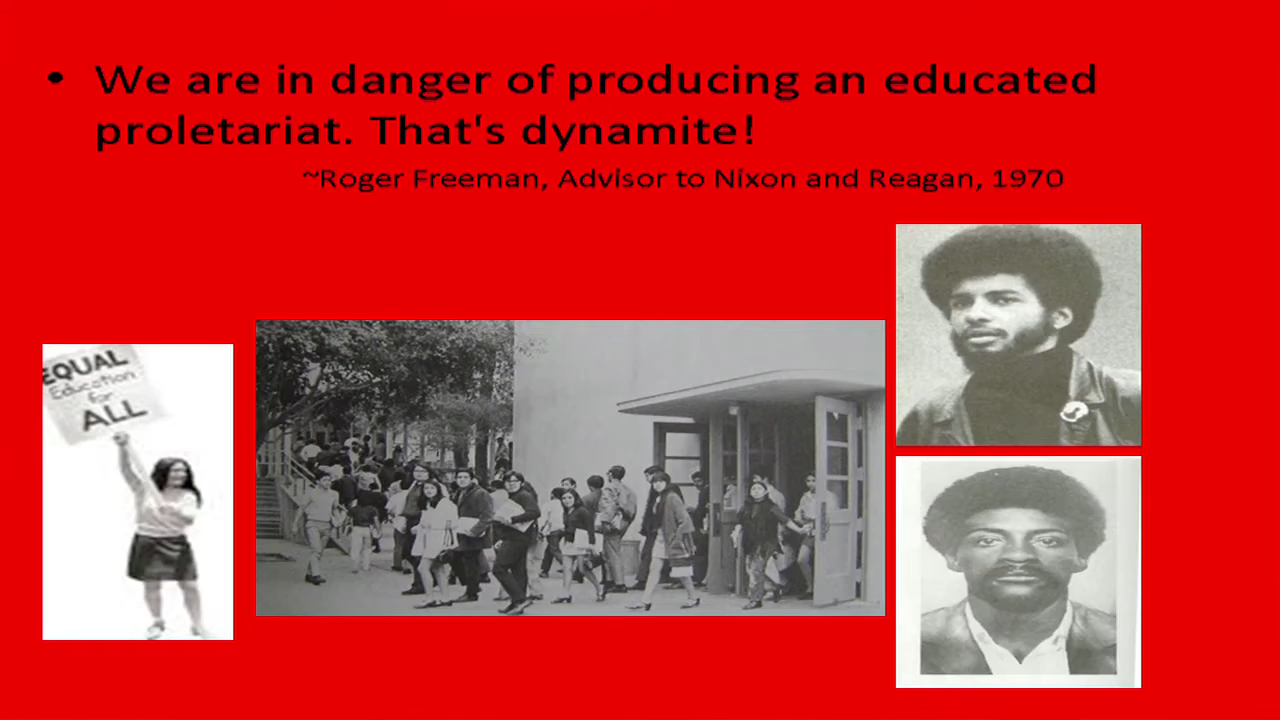 • We are in danger of producing an educated
proletariat. That's dynamite!
~Roger Freeman, Advisor to Nixon and Reagan, 1970
EQUAL
Education
for
ALL